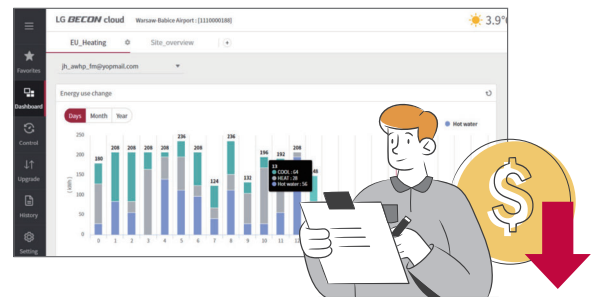 LG BECON cloud Warsaw-Babice Airport : [1110000188] 3.9°
EU_Heating Site_overview +
Favorites
jh_awhp_fm@yopmail.com
Dashboard
Energy use change
Days Month Year
Hot water
Control
Upgrade
History
Setting
[kWh]
250
200
150
100
50
0
160 208 208 208 208 236 208 124 236 132 196 192 208 148
13
COOL : 64
HEAT : 28
Hot water : 56
0 1 2 3 4 5 6 7 8 9 10 11 12
$